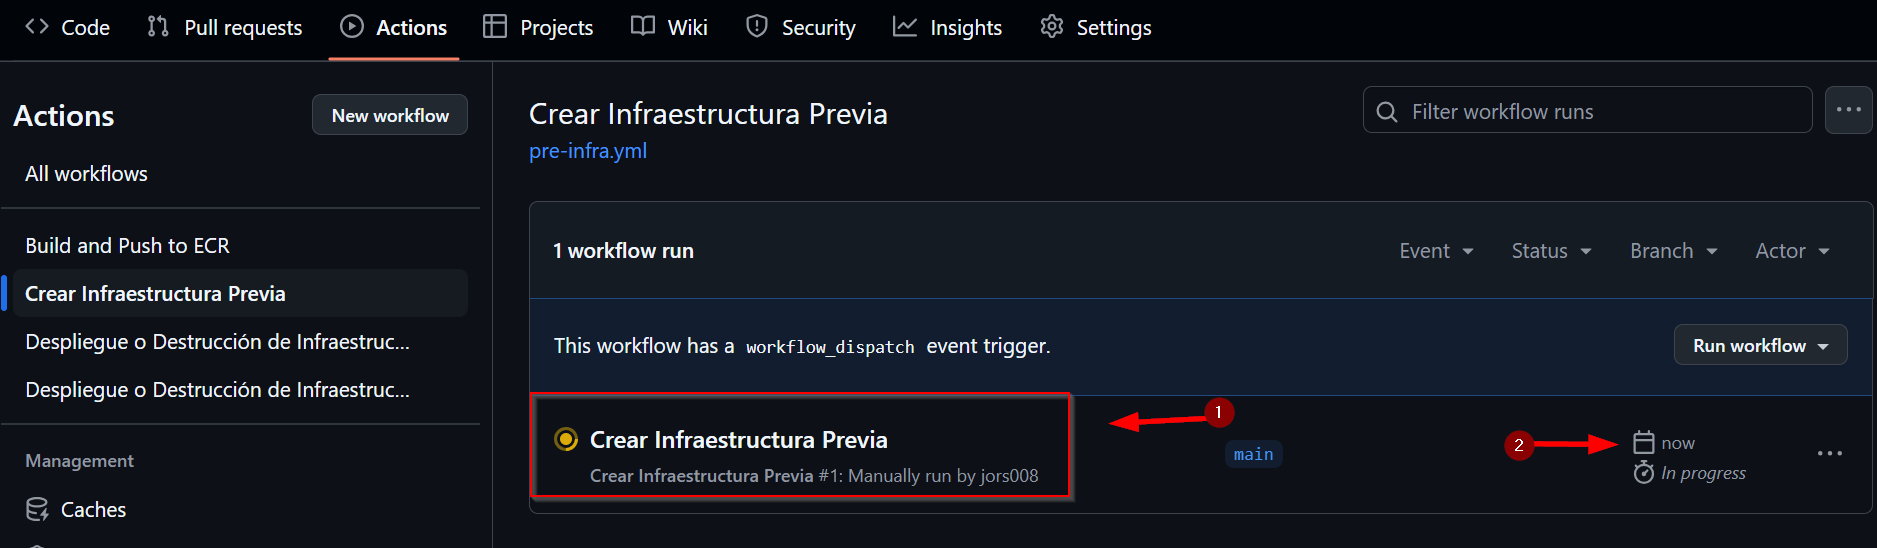 Code Pull requests Actions Projects Wiki Security Insights Settings
Actions
New workflow
All workflows
Build and Push to ECR
Crear Infraestructura Previa
Despliegue o Destrucción de Infraestruc...
Despliegue o Destrucción de Infraestruc...
Management
Caches
Crear Infraestructura Previa
pre-infra.yml
Filter workflow runs
1 workflow run
Event Status Branch Actor
This workflow has a workflow_dispatch event trigger.
Run workflow
Crear Infraestructura Previa
Crear Infraestructura Previa #1: Manually run by jors008
1
main
2
now
In progress